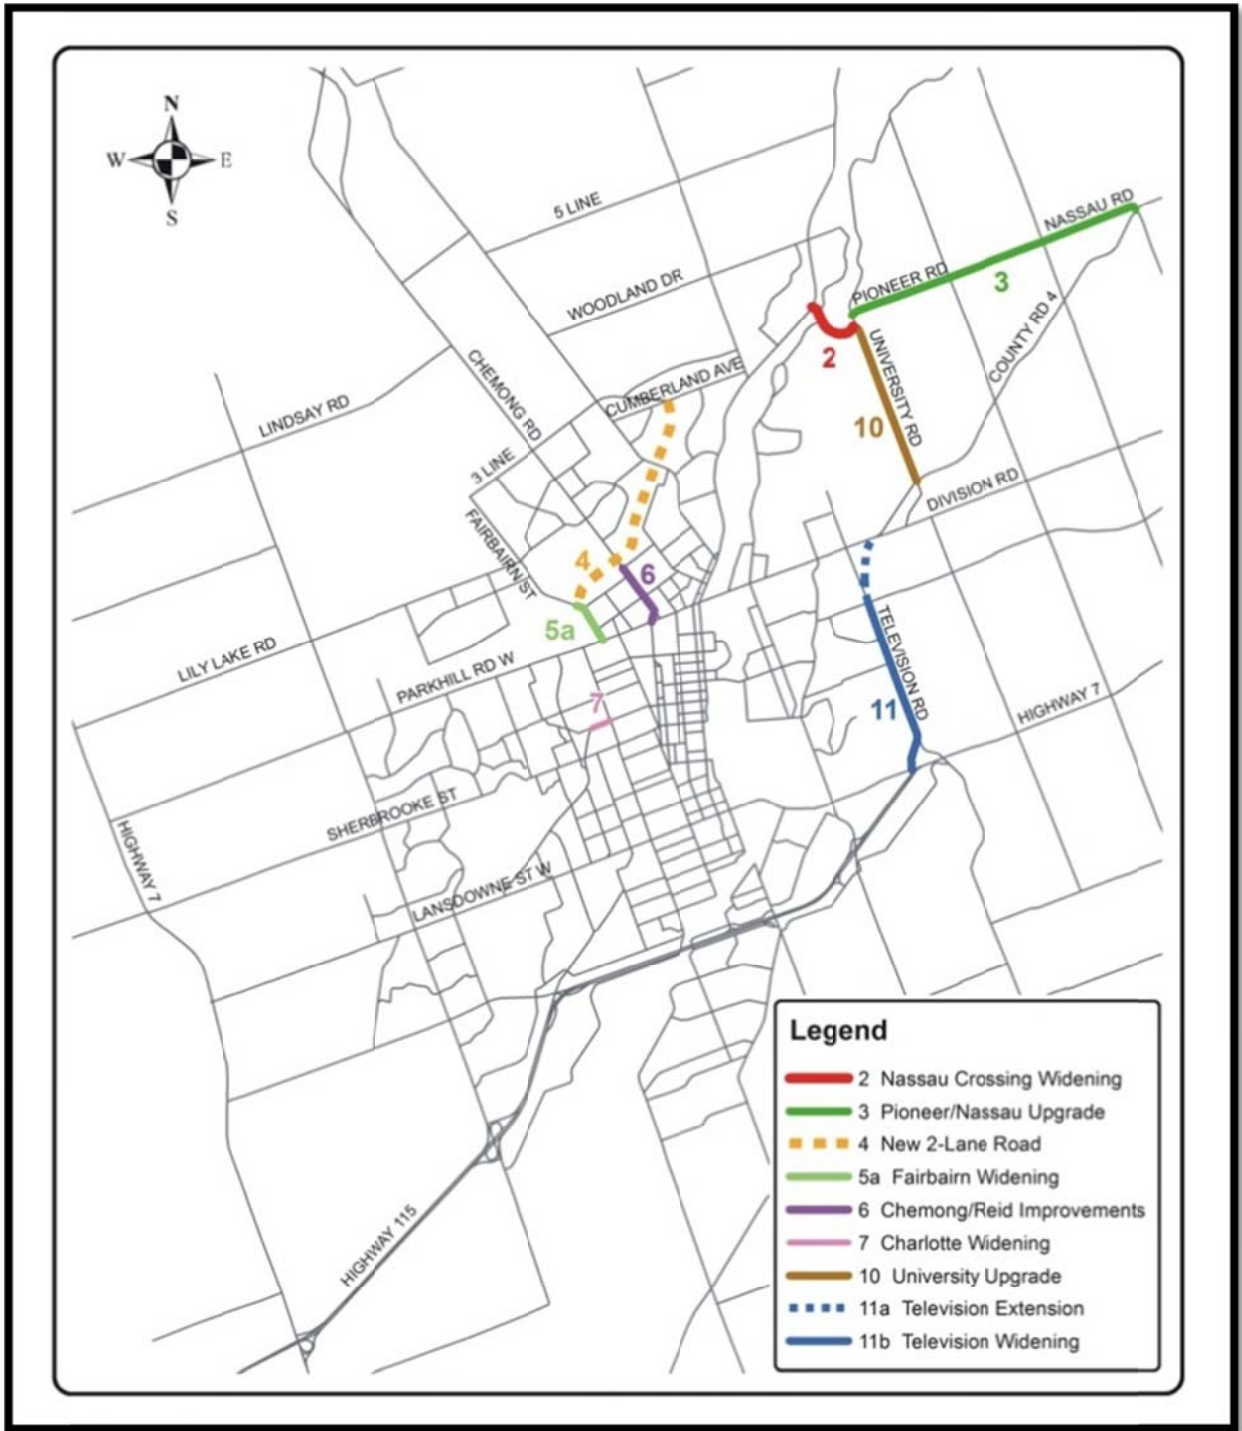 N
W E
S
5 LINE
NASSAU RD
WOODLAND DR
PIONEER RD
3
COUNTY RD 4
2
UNIVERSITY RD
CHEMONG RD
CUMBERLAND AVE
LINDSAY RD
10
3 LINE
DIVISION RD
FAIRBAIRN ST
4
6
5a
TELEVISION RD
LILY LAKE RD
PARKHILL RD W
7
11
HIGHWAY 7
SHERBROOKE ST
HIGHWAY 7
LANSDOWNE ST W
HIGHWAY 115
Legend
2 Nassau Crossing Widening
3 Pioneer/Nassau Upgrade
4 New 2-Lane Road
5a Fairbairn Widening
6 Chemong/Reid Improvements
7 Charlotte Widening
10 University Upgrade
11a Television Extension
11b Television Widening